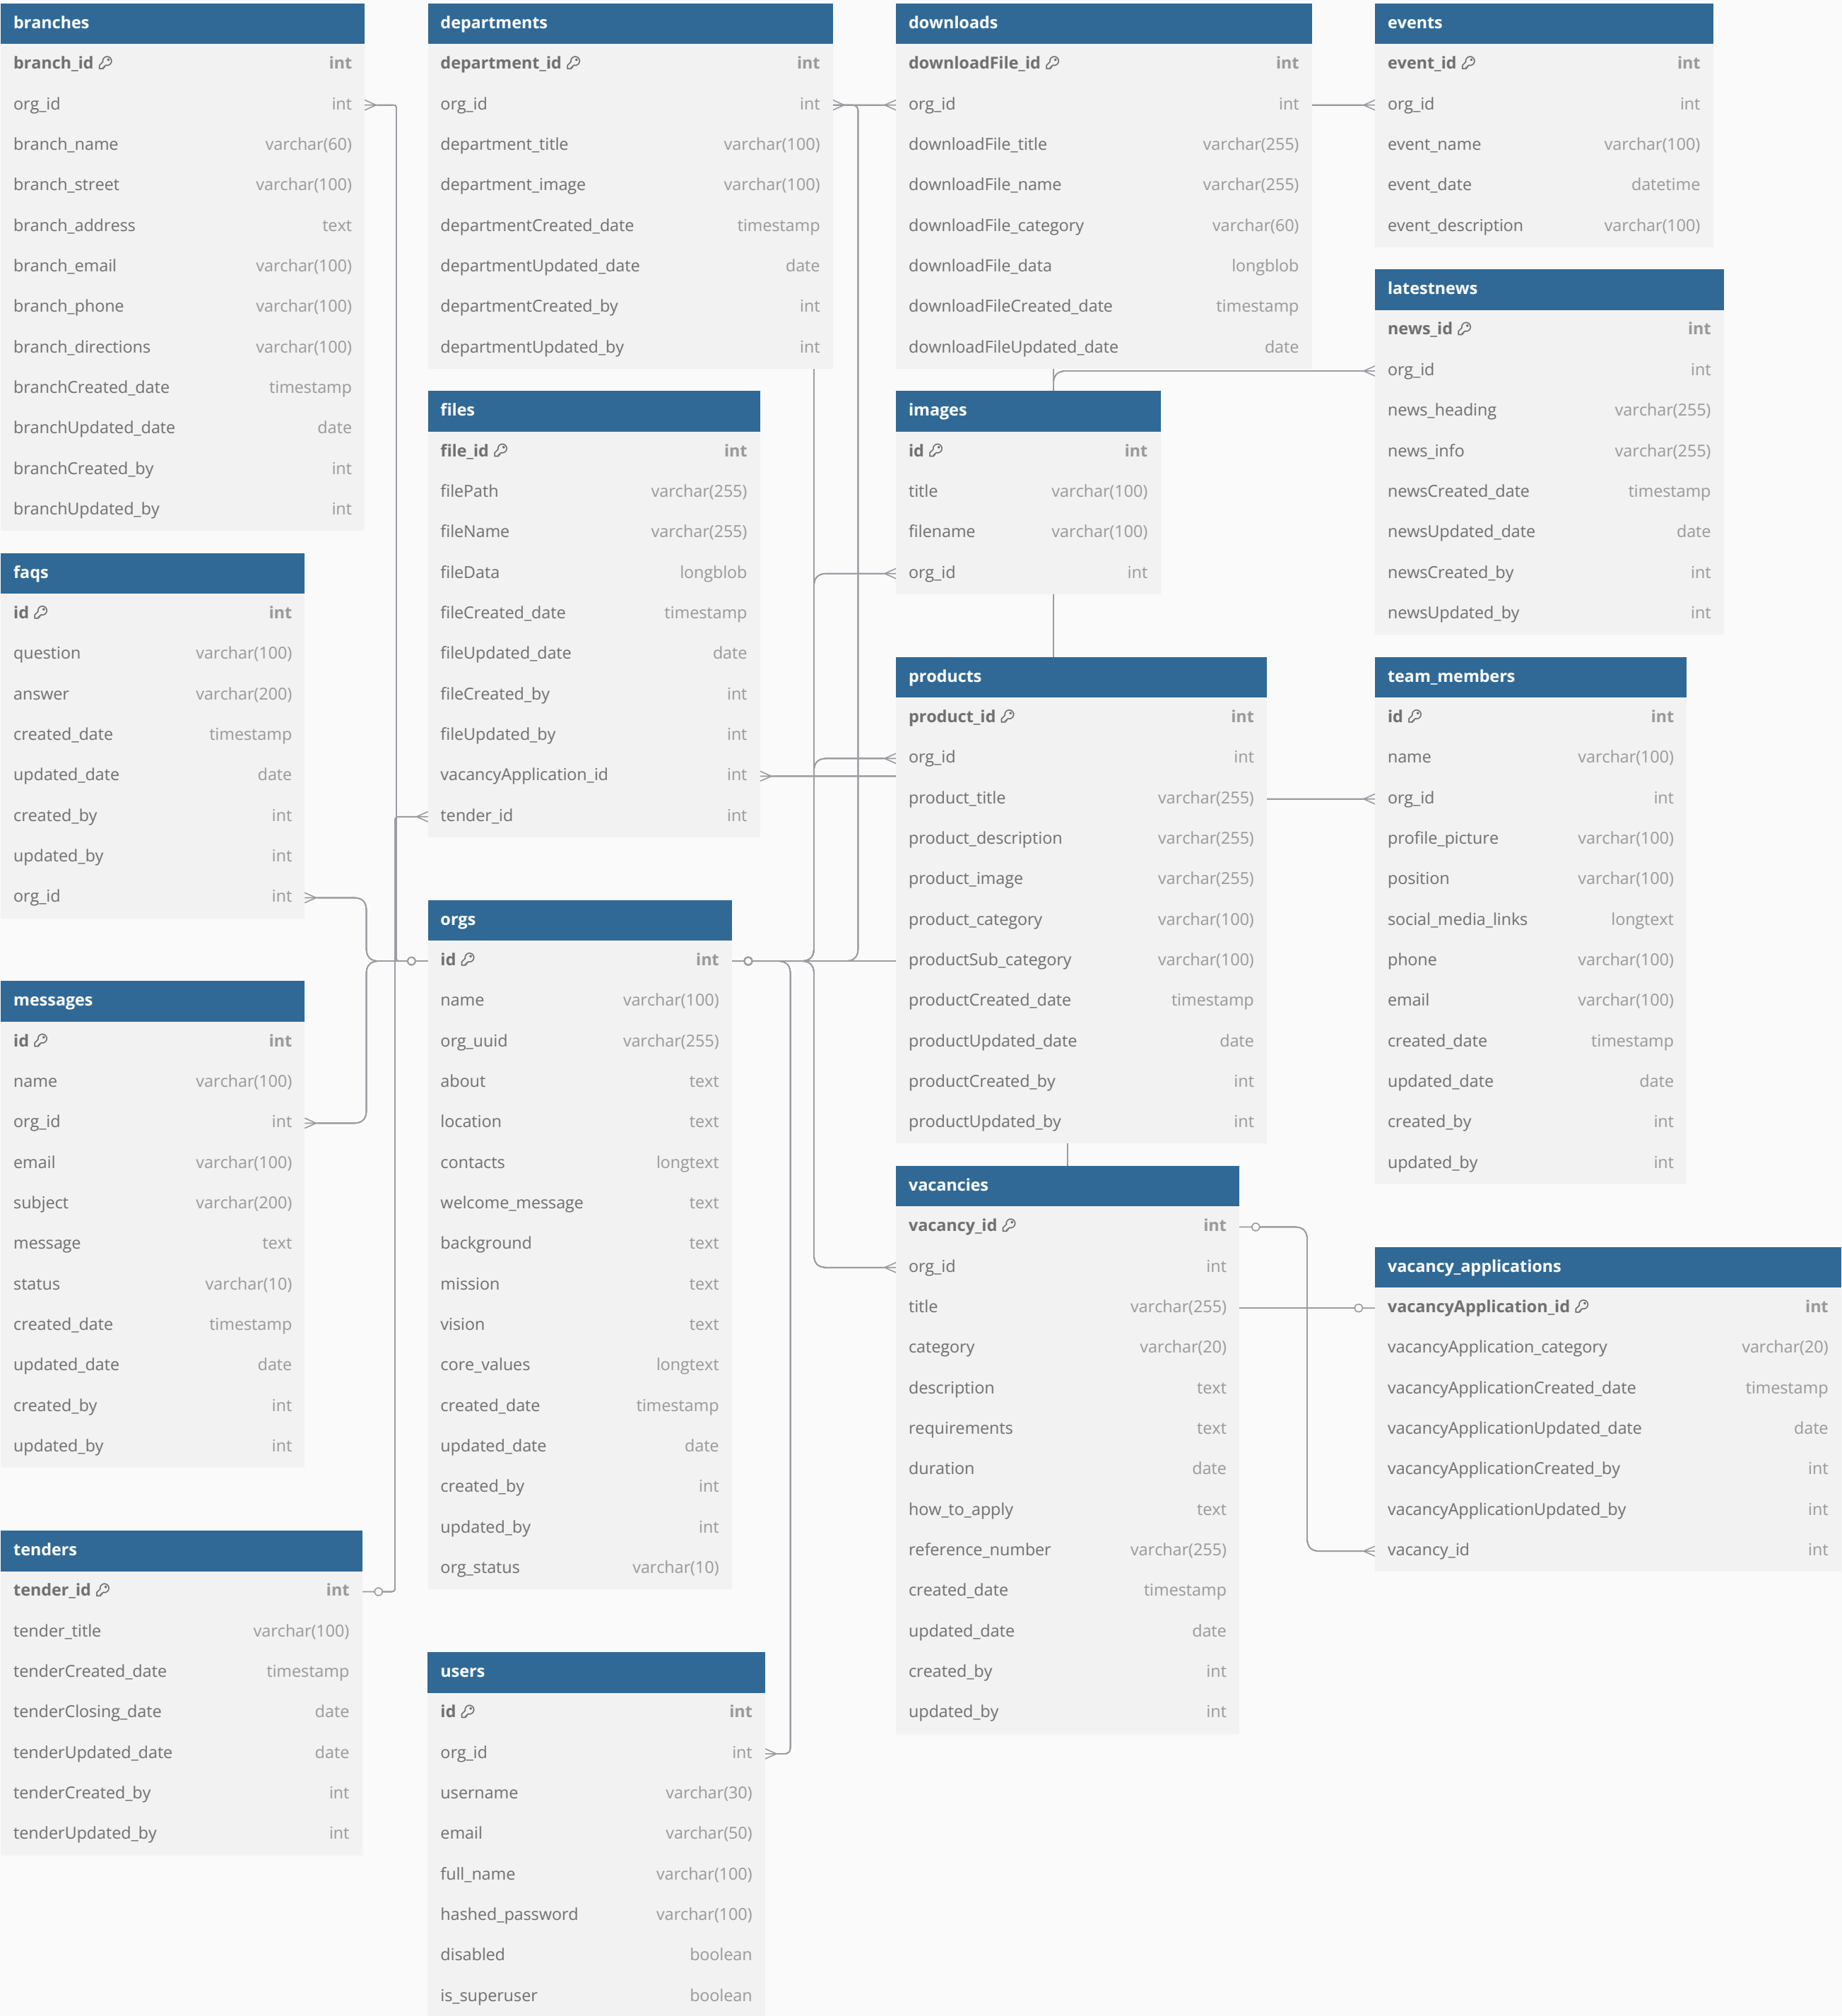 branches
branch_id int
org_id int
branch_name varchar(60)
branch_street varchar(100)
branch_address text
branch_email varchar(100)
branch_phone varchar(100)
branch_directions varchar(100)
branchCreated_date timestamp
branchUpdated_date date
branchCreated_by int
branchUpdated_by int
faqs
id int
question varchar(100)
answer varchar(200)
created_date timestamp
updated_date date
created_by int
updated_by int
org_id int
messages
id int
name varchar(100)
org_id int
email varchar(100)
subject varchar(200)
message text
status varchar(10)
created_date timestamp
updated_date date
created_by int
updated_by int
tenders
tender_id int
tender_title varchar(100)
tenderCreated_date timestamp
tenderClosing_date date
tenderUpdated_date date
tenderCreated_by int
tenderUpdated_by int
departments
department_id int
org_id int
department_title varchar(100)
department_image varchar(100)
departmentCreated_date timestamp
departmentUpdated_date date
departmentCreated_by int
departmentUpdated_by int
files
file_id int
filePath varchar(255)
fileName varchar(255)
fileData longblob
fileCreated_date timestamp
fileUpdated_date date
fileCreated_by int
fileUpdated_by int
vacancyApplication_id int
tender_id int
orgs
id int
name varchar(100)
org_uuid varchar(255)
about text
location text
contacts longtext
welcome_message text
background text
mission text
vision text
core_values longtext
created_date timestamp
updated_date date
created_by int
updated_by int
org_status varchar(10)
users
id int
org_id int
username varchar(30)
email varchar(50)
full_name varchar(100)
hashed_password varchar(100)
disabled boolean
is_superuser boolean
downloads
downloadFile_id int
org_id int
downloadFile_title varchar(255)
downloadFile_name varchar(255)
downloadFile_category varchar(60)
downloadFile_data longblob
downloadFileCreated_date timestamp
downloadFileUpdated_date date
images
id int
title varchar(100)
filename varchar(100)
org_id int
products
product_id int
org_id int
product_title varchar(255)
product_description varchar(255)
product_image varchar(255)
product_category varchar(100)
productSub_category varchar(100)
productCreated_date timestamp
productUpdated_date date
productCreated_by int
productUpdated_by int
vacancies
vacancy_id int
org_id int
title varchar(255)
category varchar(20)
description text
requirements text
duration date
how_to_apply text
reference_number varchar(255)
created_date timestamp
updated_date date
created_by int
updated_by int
events
event_id int
org_id int
event_name varchar(100)
event_date datetime
event_description varchar(100)
latestnews
news_id int
org_id int
news_heading varchar(255)
news_info varchar(255)
newsCreated_date timestamp
newsUpdated_date date
newsCreated_by int
newsUpdated_by int
team_members
id int
name varchar(100)
org_id int
profile_picture varchar(100)
position varchar(100)
social_media_links longtext
phone varchar(100)
email varchar(100)
created_date timestamp
updated_date date
created_by int
updated_by int
vacancy_applications
vacancyApplication_id int
vacancyApplication_category varchar(20)
vacancyApplicationCreated_date timestamp
vacancyApplicationUpdated_date date
vacancyApplicationCreated_by int
vacancyApplicationUpdated_by int
vacancy_id int